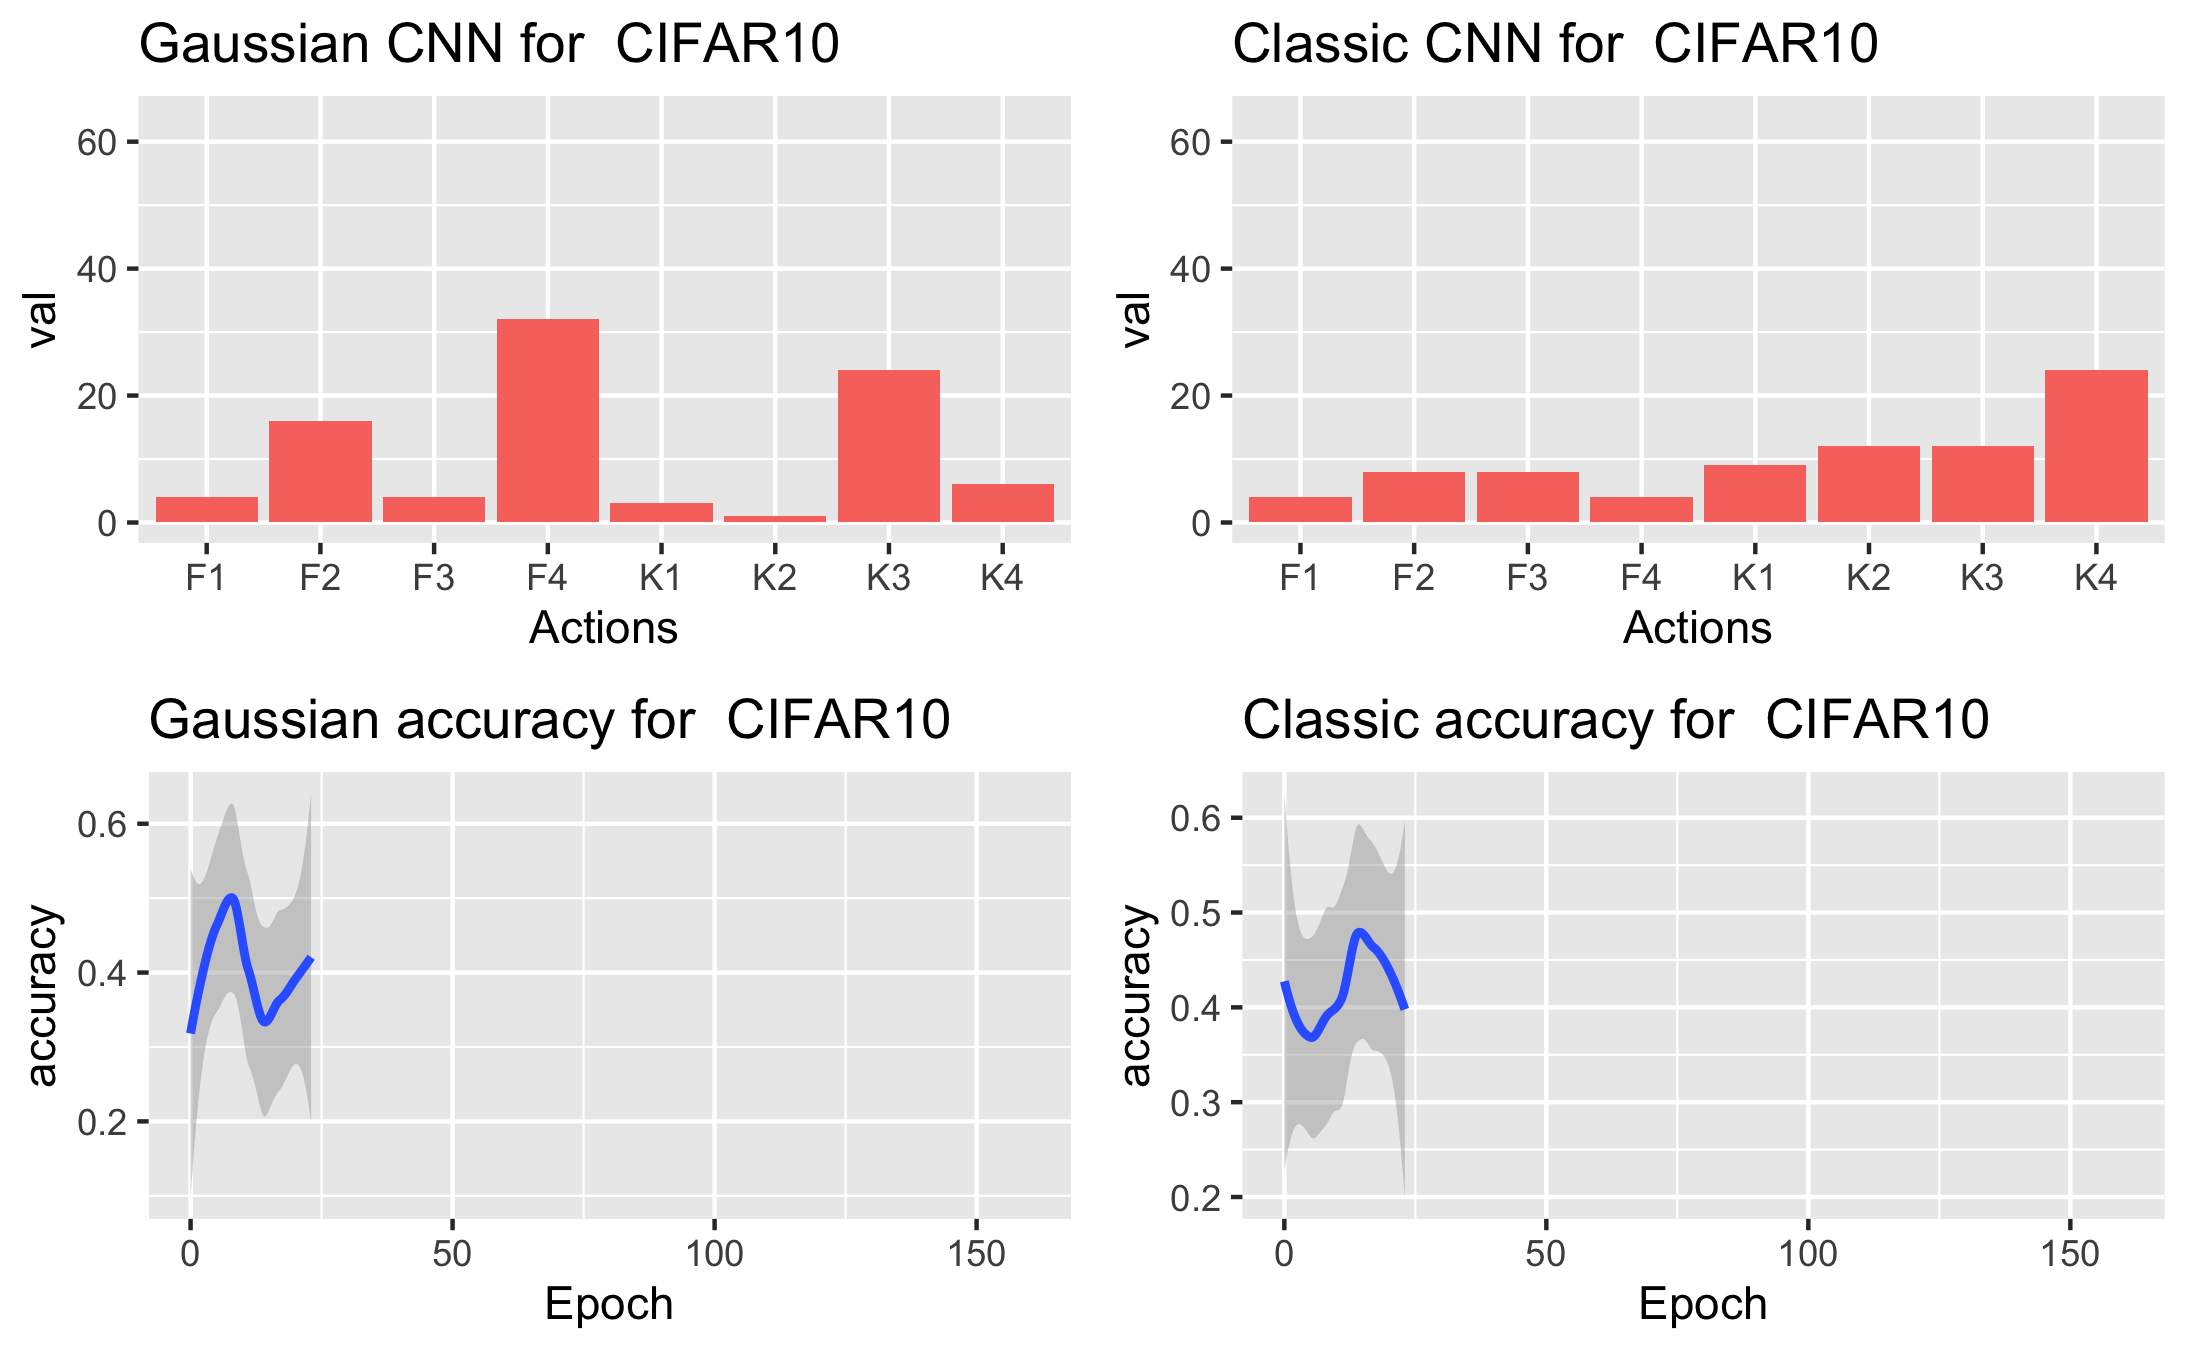 Gaussian CNN for  CIFAR10
60
40
20
0
val
F1 F2 F3 F4 K1 K2 K3 K4
Actions
Classic CNN for  CIFAR10
60
40
20
0
val
F1 F2 F3 F4 K1 K2 K3 K4
Actions
Gaussian accuracy for  CIFAR10
0.6
0.4
0.2
accuracy
0 50 100 150
Epoch
Classic accuracy for  CIFAR10
0.6
0.5
0.4
0.3
0.2
accuracy
0 50 100 150
Epoch